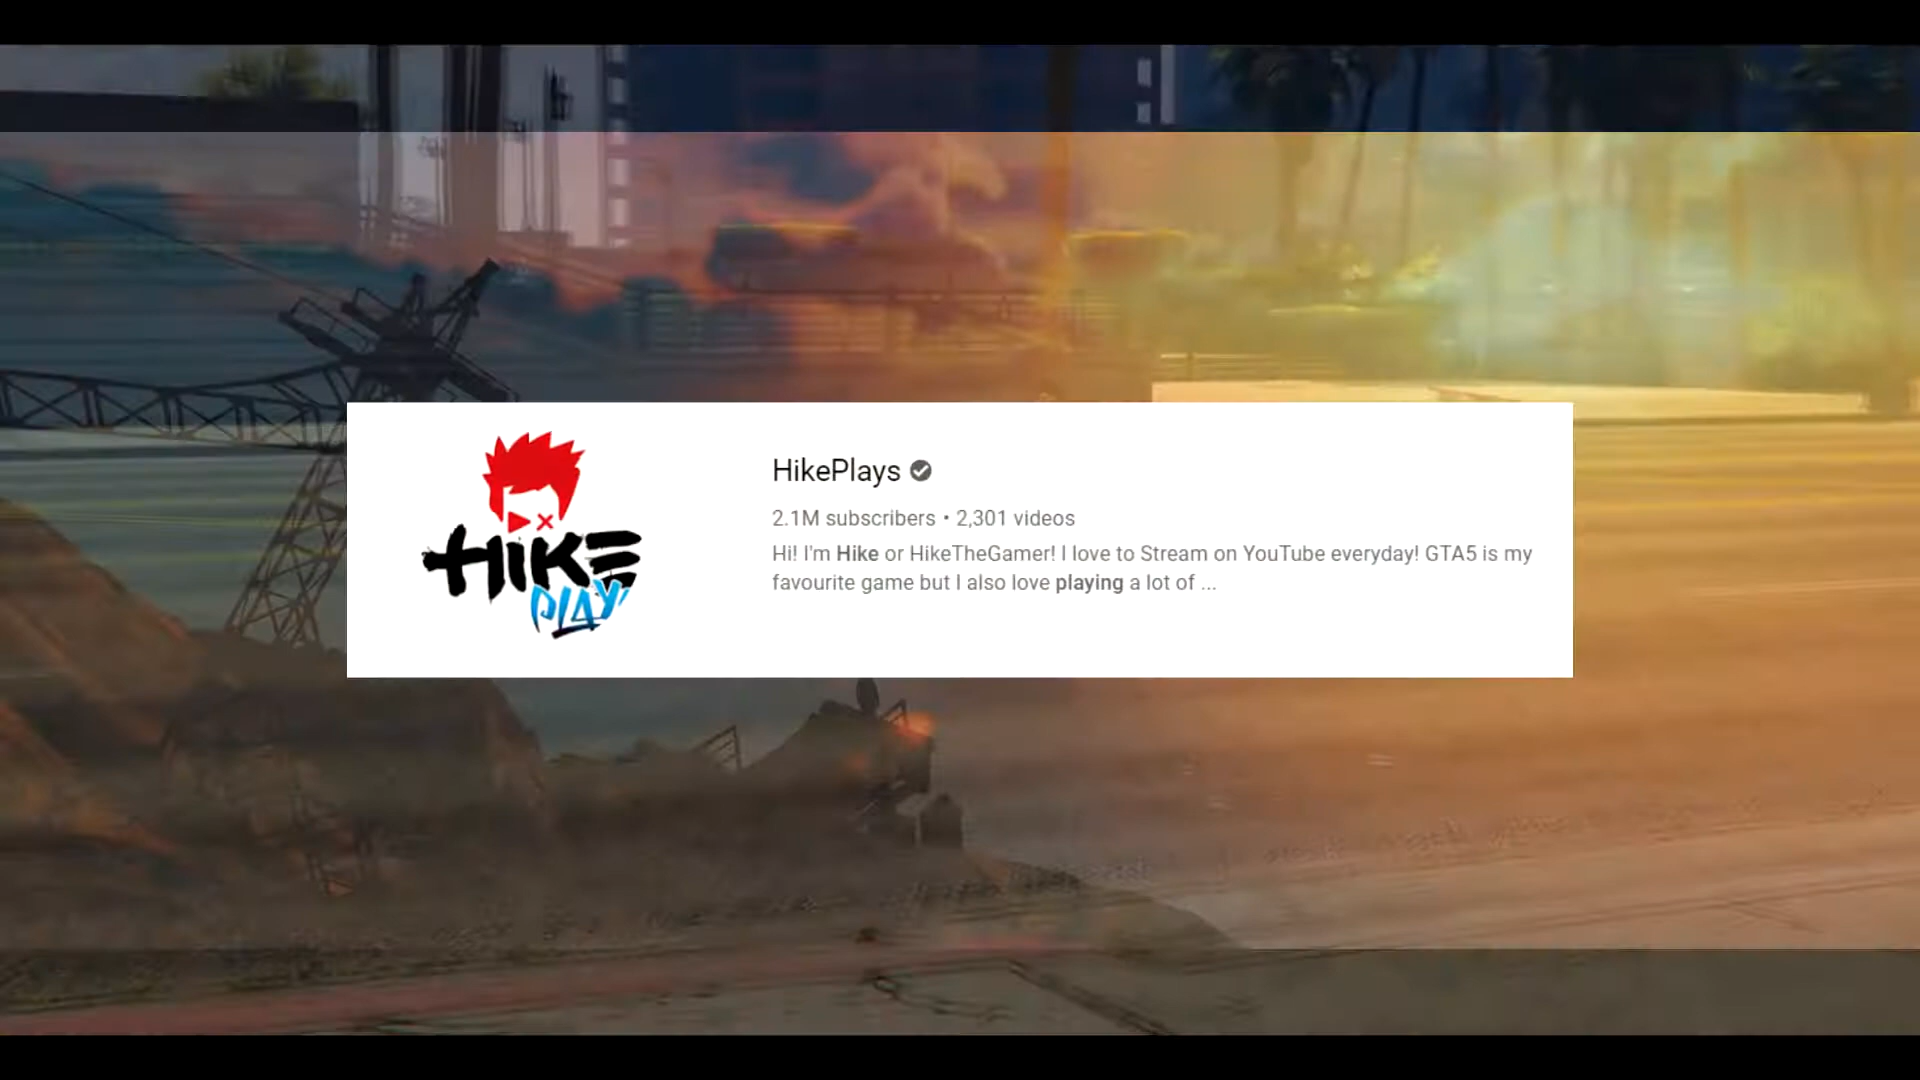 HIKE
PLAY
HikePlays
2.1M subscribers • 2,301 videos
Hi! I'm Hike or HikeTheGamer! I love to Stream on YouTube everyday! GTA5 is my
favourite game but I also love playing a lot of ...